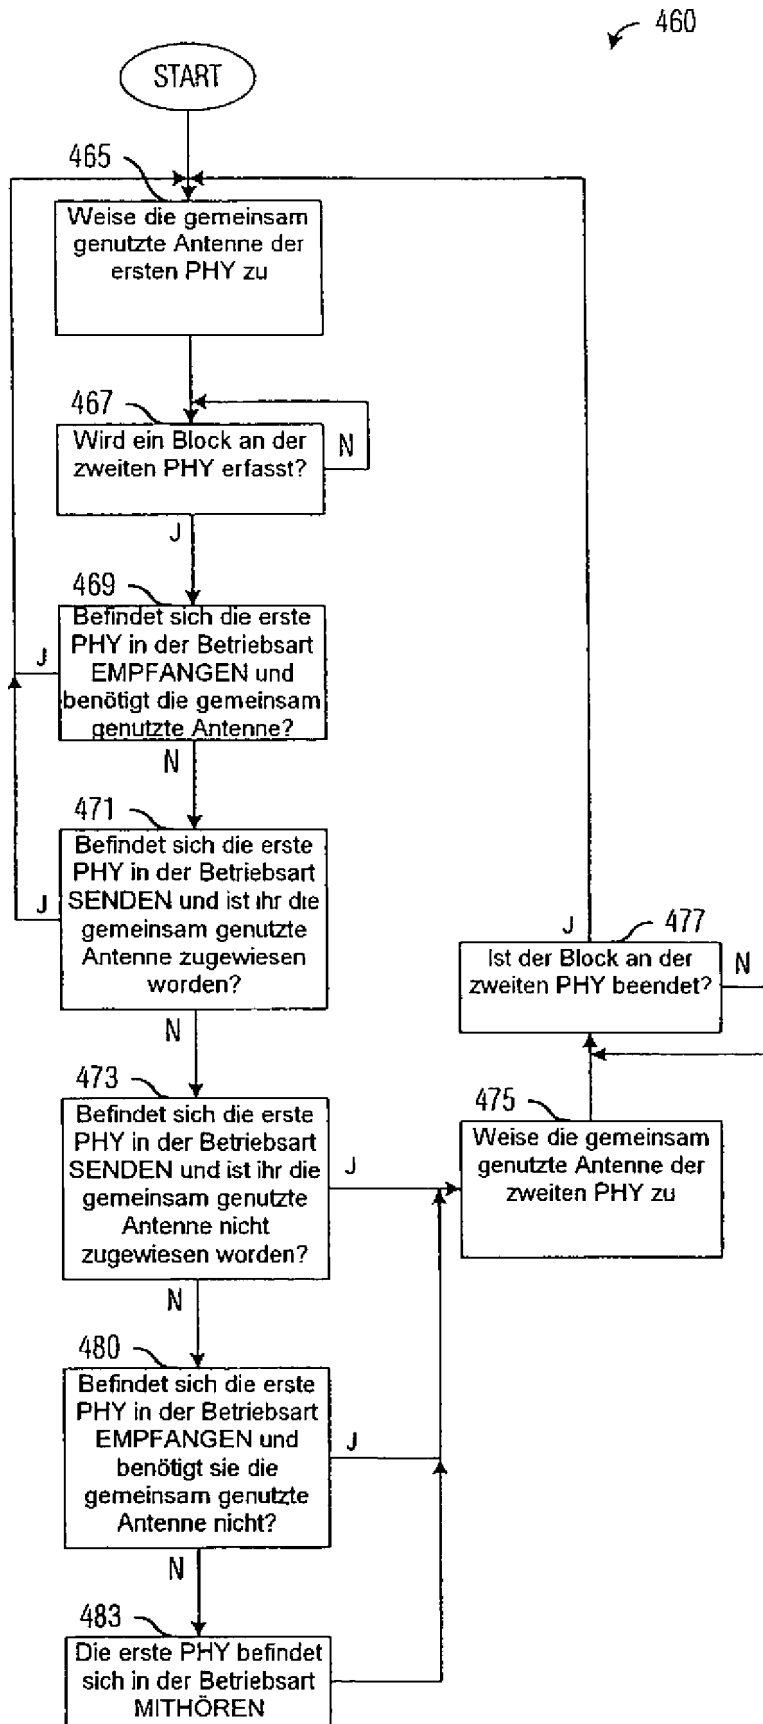 460
START
465
Weise die gemeinsam
genutzte Antenne der
ersten PHY zu
467
Wird ein Block an der
zweiten PHY erfasst?
N
J
469
Befindet sich die erste
PHY in der Betriebsart
EMPFANGEN und
benötigt die gemeinsam
genutzte Antenne?
J
N
471
Befindet sich die erste
PHY in der Betriebsart
SENDEN und ist ihr die
gemeinsam genutzte
Antenne zugewiesen
worden?
J
N
473
Befindet sich die erste
PHY in der Betriebsart
SENDEN und ist ihr die
gemeinsam genutzte
Antenne nicht
zugewiesen worden?
J
N
480
Befindet sich die erste
PHY in der Betriebsart
EMPFANGEN und
benötigt sie die
gemeinsam genutzte
Antenne nicht?
J
N
483
Die erste PHY befindet
sich in der Betriebsart
MITHÖREN
J
477
Ist der Block an der
zweiten PHY beendet?
N
475
Weise die gemeinsam
genutzte Antenne der
zweiten PHY zu